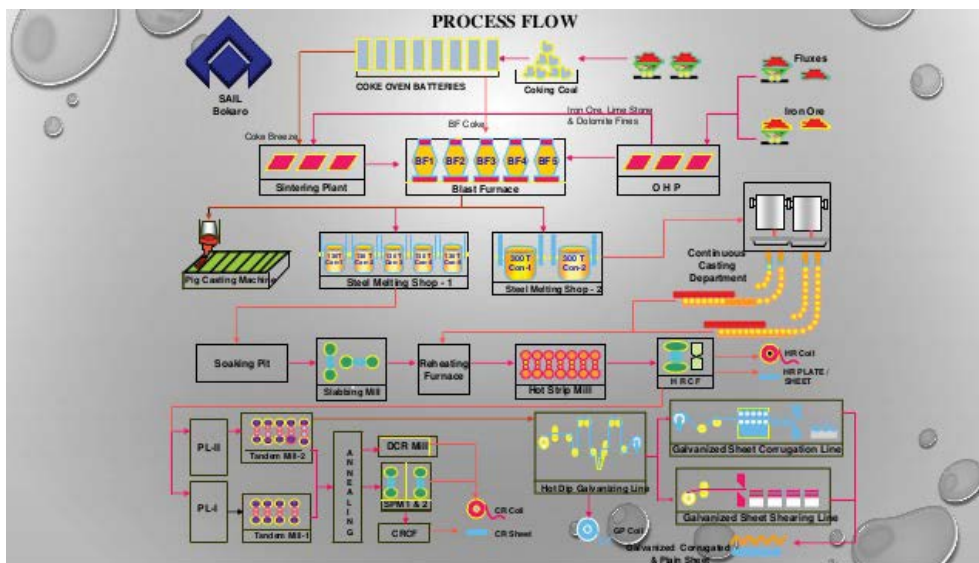 PROCESS FLOW
SAIL
Bokaro
COKE OVEN BATTERIES
Coking Coal
Fluxes
Iron Ore
Coke Breeze
BF Coke
Iron Ore, Lime Stone
& Dolomite Fines
BF1 BF2 BF3 BF4 BF5
Sintering Plant
Blast Furnace
O H P
Pig Casting Machine
Steel Melting Shop - 1
300 T
Con-1
300 T
Con-2
Steel Melting Shop - 2
Continuous
Casting
Department
Soaking Pit
Slabbing Mill
Reheating
Furnace
Hot Strip Mill
H R C F
HR Coil
HR PLATE /
SHEET
PL-II
Tandem Mill-2
PL-I
Tandem Mill-1
ANNEALING
DCR Mill
SPM 1 & 2
CRCF
CR Coil
CR Sheet
Hot Dip Galvanizing Line
GP Coil
Galvanized Sheet Corrugation Line
Galvanized Sheet Shearing Line
Galvanized Corrugated
& Plain Sheet